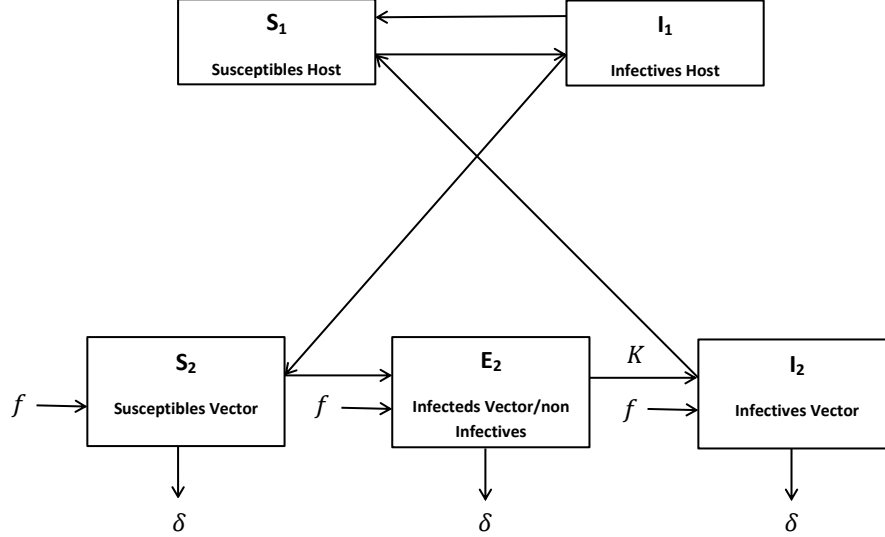 S₁
Susceptibles Host
I₁
Infectives Host
S₂
Susceptibles Vector
E₂
Infecteds Vector/non
Infectives
K
I₂
Infectives Vector
f
f
f
δ
δ
δ